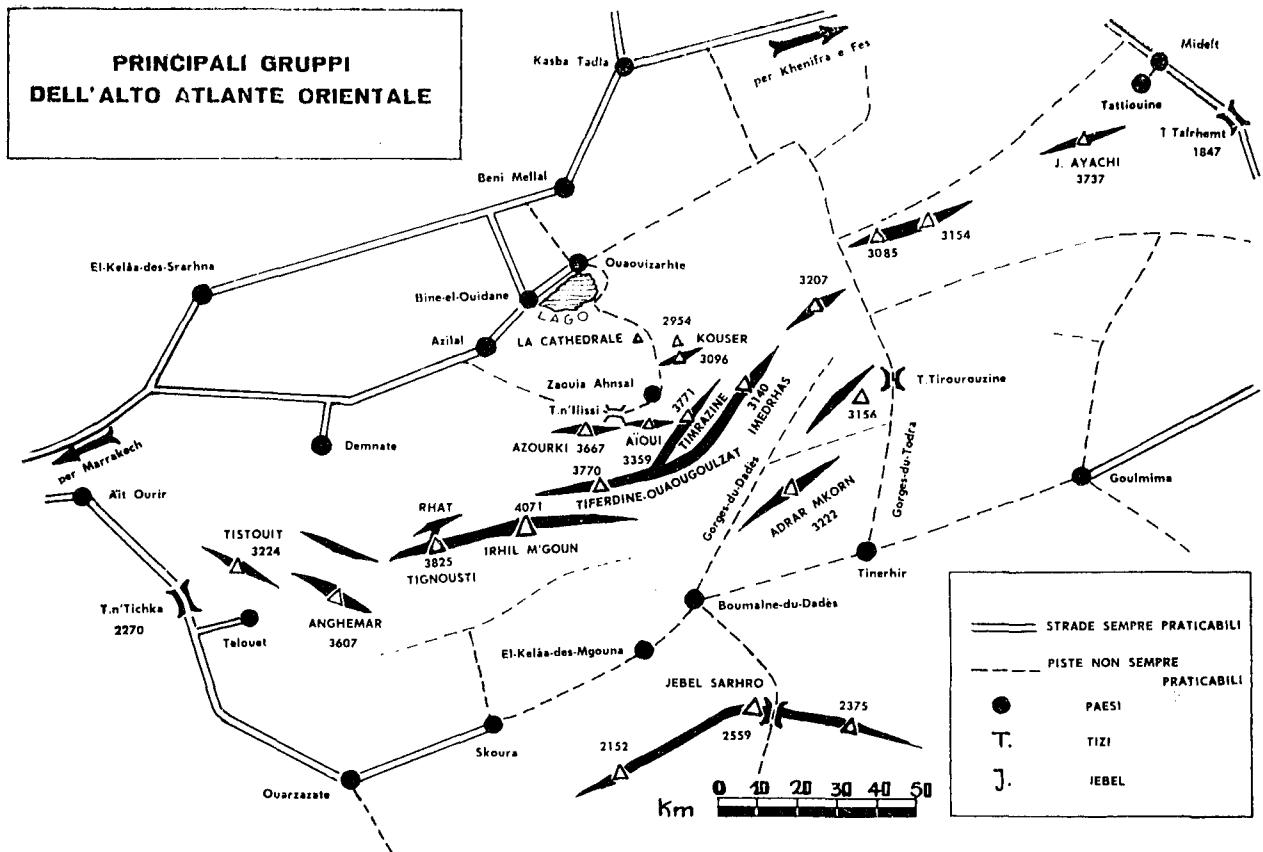 PRINCIPALI GRUPPI
DELL'ALTO ATLANTE ORIENTALE
Kasba Tadla
per Khenifra e Fes
Midelt
Tattiouine
T Talrhemt
1847
J. AYACHI
3737
Beni Mellal
3154
3085
El-Kelâa-des-Srarhna
Ouaouizarhte
Bine-el-Ouidane
LAGO
3207
2954
Azilal
LA CATHEDRALE
KOUSER
3096
T.Tirourouzine
Zaouia Ahnsal
3771
TIMRAZINE
3140
IMEDRHAS
3156
T.n'Ilissi
AZOURKI 3667
AÏOUI
3359
Demnate
per Marrakech
3770
TIFERDINE-OUAOUGOULZAT
Gorges-du-Dadès
Gorges-du-Todra
Goulmima
Aït Ourir
ADRAR MKORN
3222
RHAT
4071
TISTOUIT
3224
3825
TIGNOUSTI
IRHIL M'GOUN
Tinerhir
T.n'Tichka
2270
ANGHEMAR
3607
Telouet
Boumalne-du-Dadès
El-Kelâa-des-Mgouna
JEBEL SARHRO
2375
2559
2152
Skoura
Ouarzazate
Km
0 10 20 30 40 50
STRADE SEMPRE PRATICABILI
PISTE NON SEMPRE
PRATICABILI
PAESI
T. TIZI
J. JEBEL